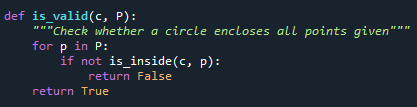 def is_valid(c, P):
    """Check whether a circle encloses all points given"""
    for p in P:
        if not is_inside(c, p):
            return False
    return True